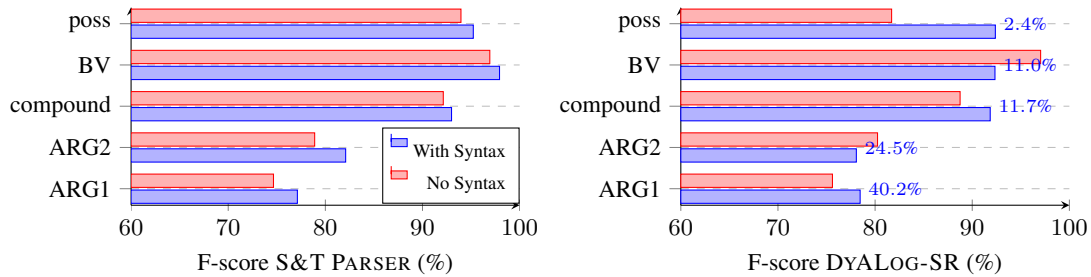 poss
BV
compound
ARG2
ARG1
60 70 80 90 100
With Syntax
No Syntax
F-score S&T PARSER (%)
poss
BV
compound
ARG2
ARG1
2.4%
11.0%
11.7%
24.5%
40.2%
60 70 80 90 100
F-score DYALOG-SR (%)